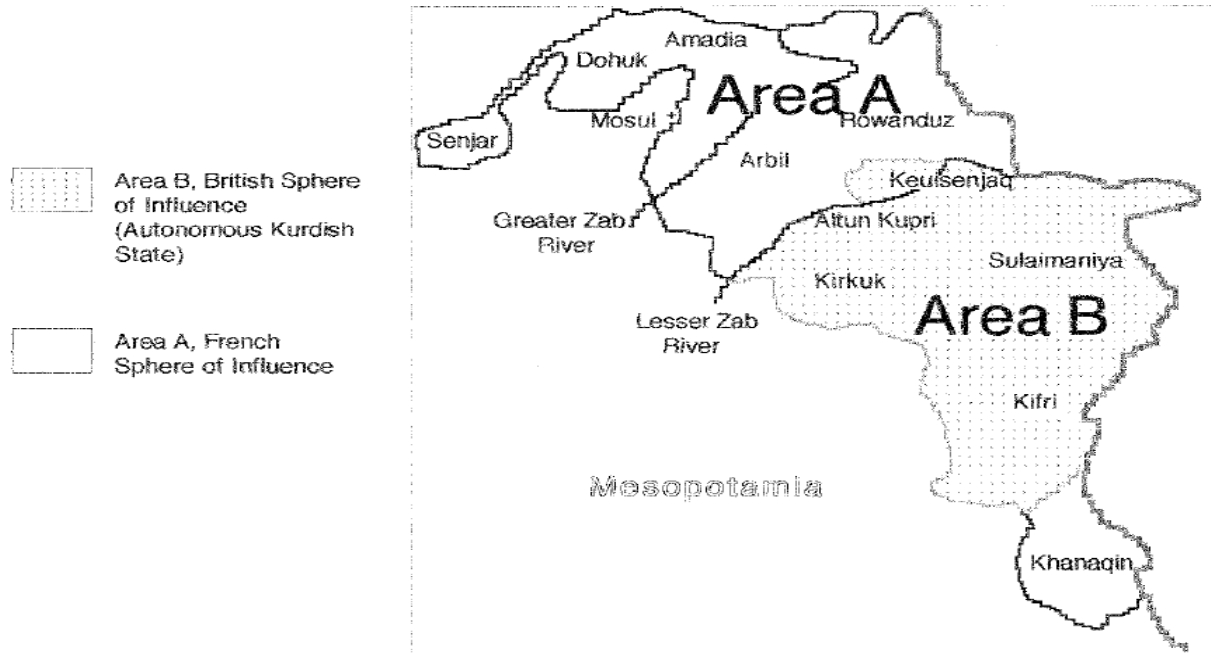 Area B, British Sphere
of Influence
(Autonomous Kurdish
State)
Area A, French
Sphere of Influence
Amadia
Dohuk
Area A
Mosul
Rowanduz
Senjar
Arbil
Keuisenjaq
Greater Zab
River
Altun Kupri
Sulaimaniya
Kirkuk
Area B
Lesser Zab
River
Kifri
Mesopotamia
Khanaqin